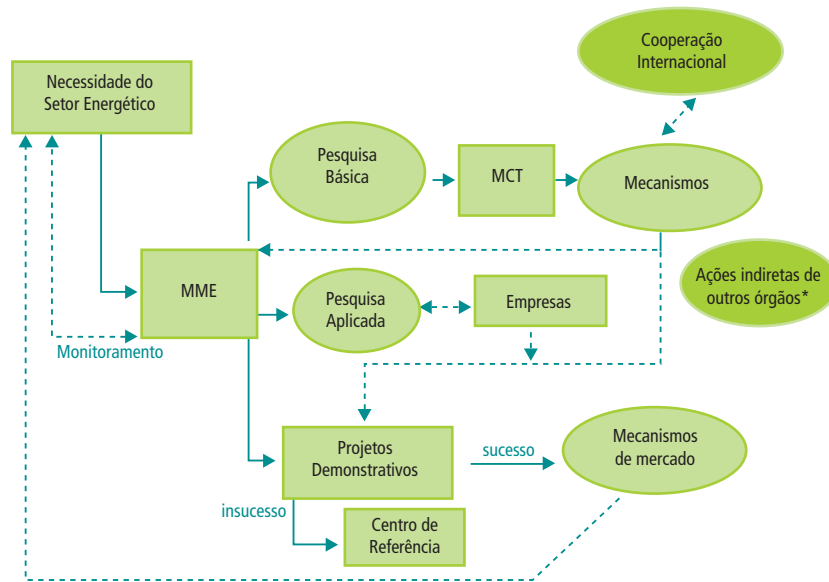 Cooperação
Internacional
Necessidade do
Setor Energético
Pesquisa
Básica
MCT
Mecanismos
MME
Pesquisa
Aplicada
Empresas
Ações indiretas de
outros órgãos*
Monitoramento
Projetos
Demonstrativos
sucesso
Mecanismos
de mercado
insucesso
Centro de
Referência